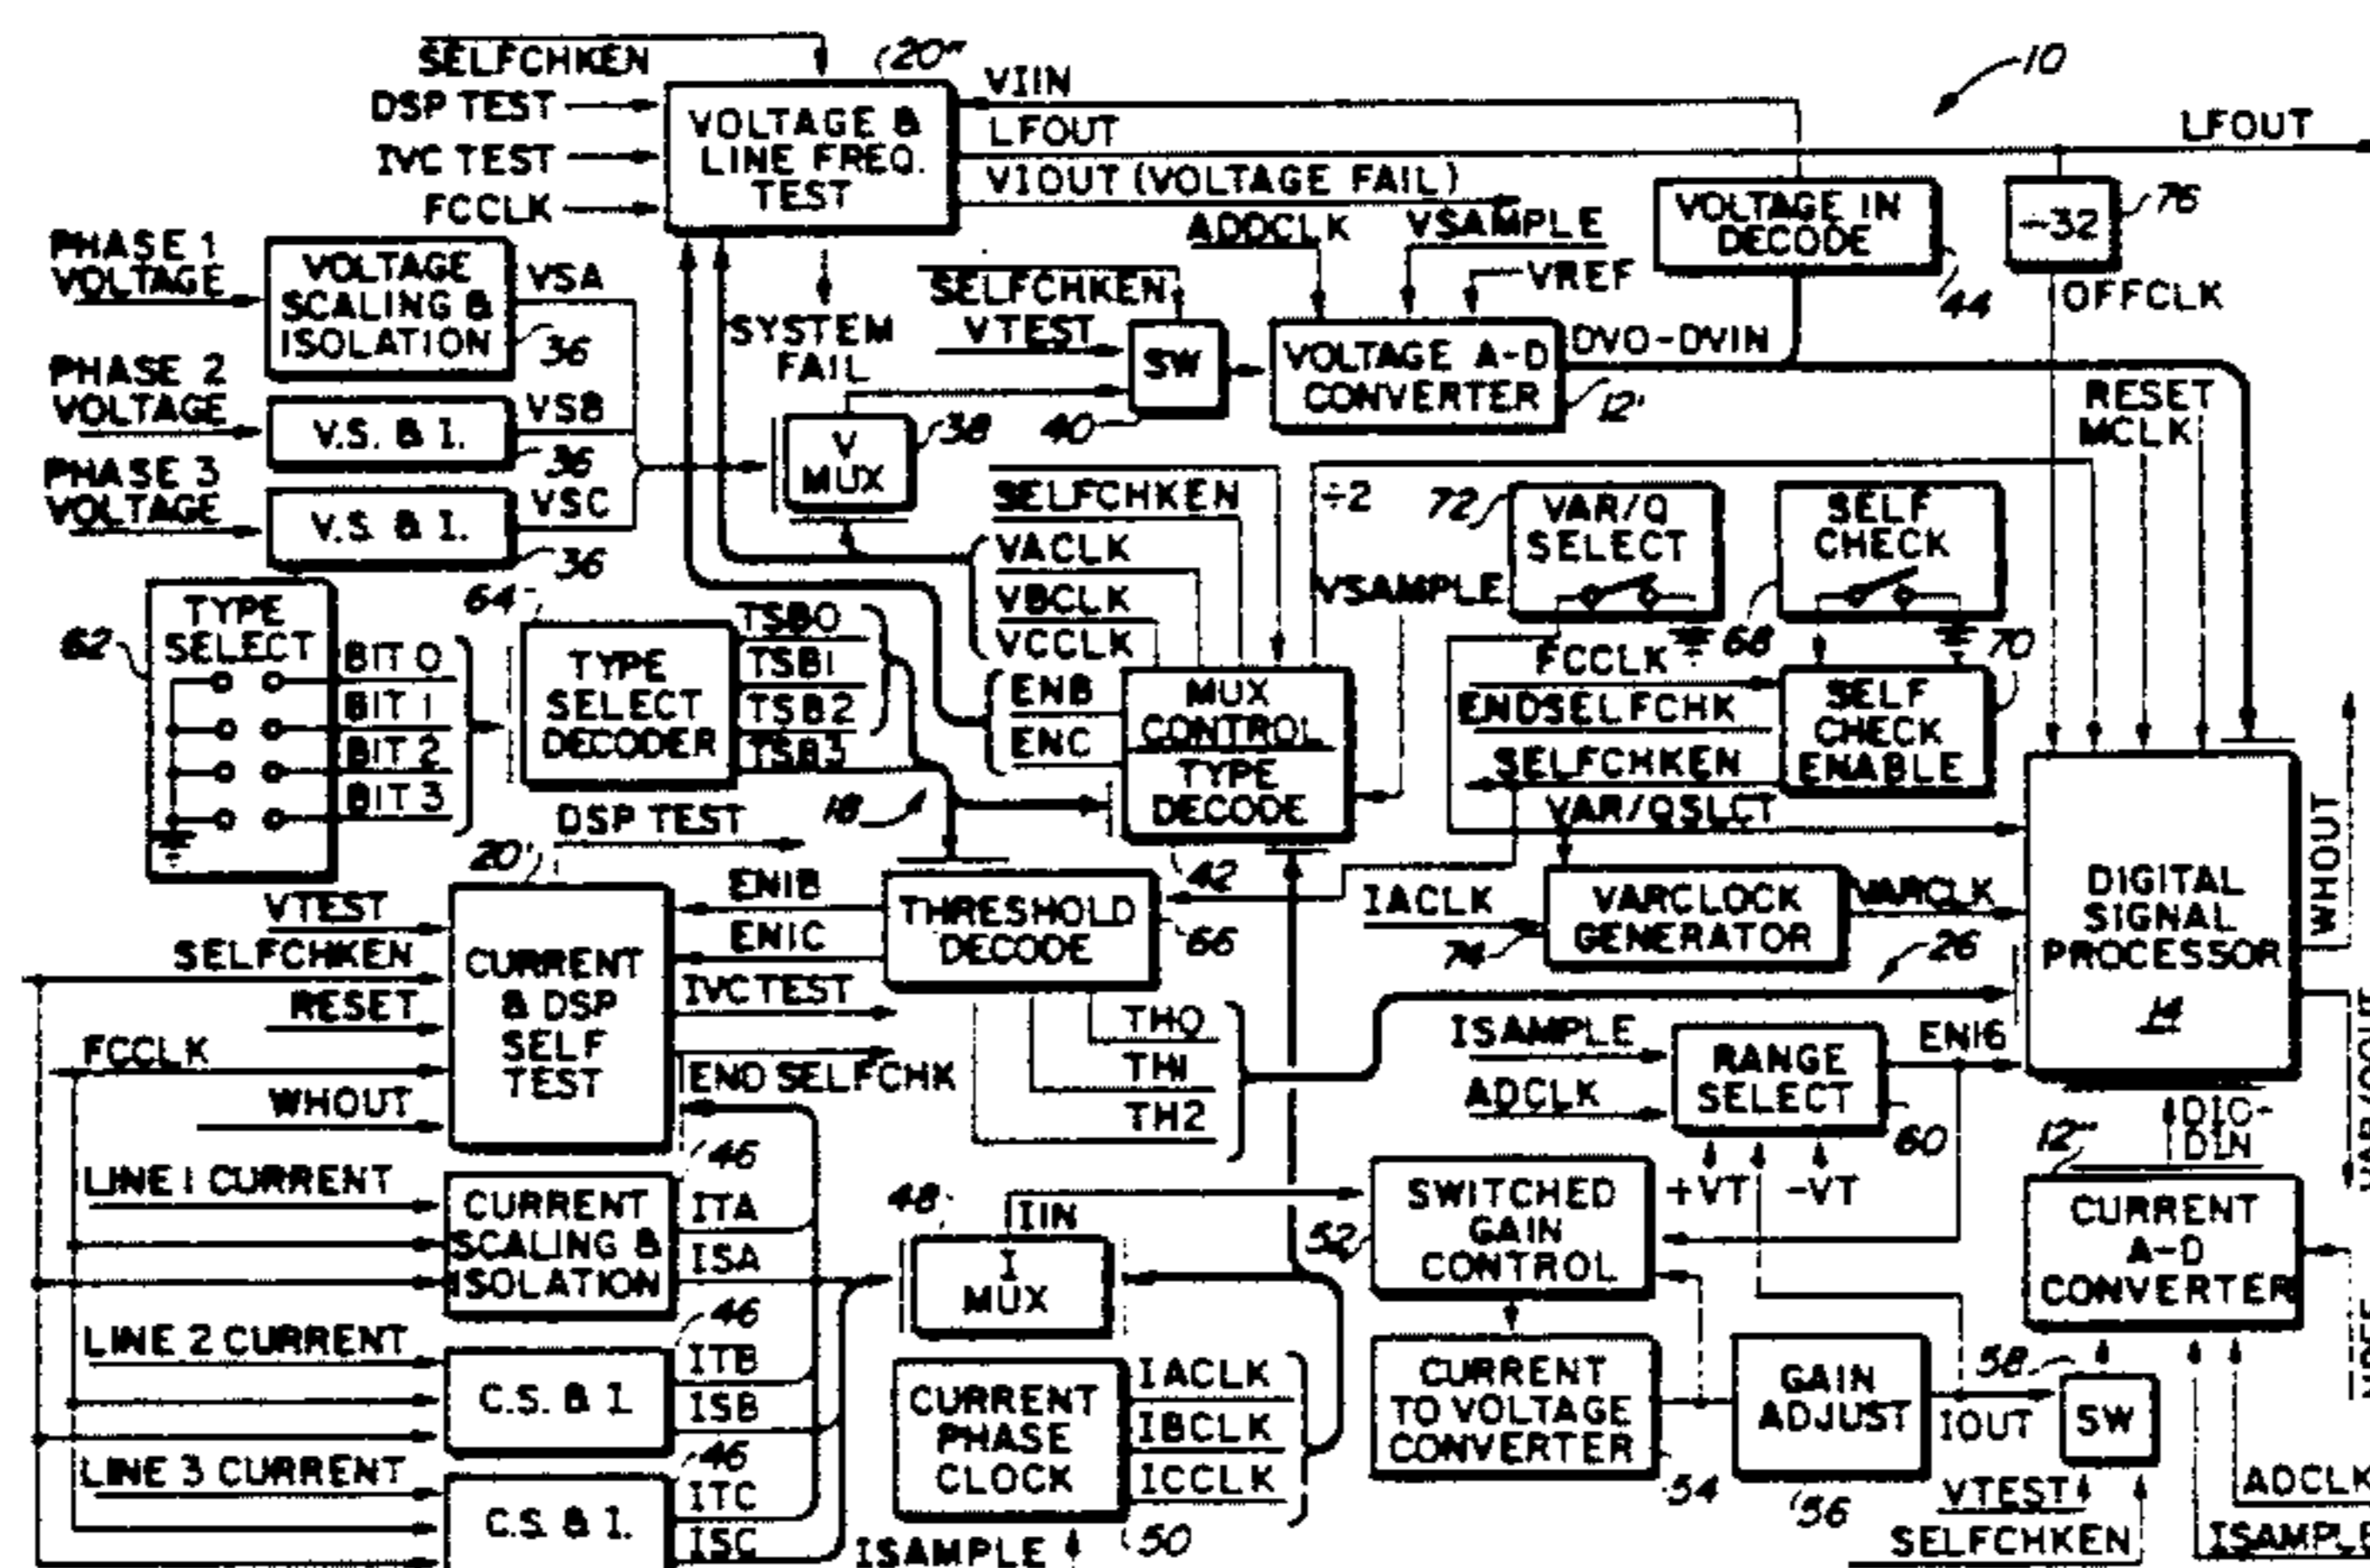 SELFCHKEN
DSP TEST
IVC TEST
FCCLK
VOLTAGE &
LINE FREQ.
TEST
20"
VIIN
LFOUT
VIOUT (VOLTAGE FAIL)
10
LFOUT
PHASE 1
VOLTAGE
VOLTAGE
SCALING &
ISOLATION
36
VSA
PHASE 2
VOLTAGE
V.S. & I.
36
VSB
PHASE 3
VOLTAGE
V.S. & I.
36
VSC
SYSTEM
FAIL
V
MUX
38
SELFCHKEN
VTEST
SW
40
ADDCLK
VSAMPLE
VREF
VOLTAGE A-D
CONVERTER
12'
DVO-DVIN
VOLTAGE IN
DECODE
44
-32
76
OFFCLK
RESET
MCLK
TYPE
SELECT
62
BIT 0
BIT 1
BIT 2
BIT 3
64
TYPE
SELECT
DECODER
TSB0
TSB1
TSB2
TSB3
18
SELFCHKEN
VACLK
VBCLK
VCCLK
ENB
ENC
÷2
MUX
CONTROL
TYPE
DECODE
42
VSAMPLE
72
VAR/Q
SELECT
SELF
CHECK
68
FCCLK
ENDSELFCHK
SELFCHKEN
VAR/QSLCT
SELF
CHECK
ENABLE
70
DSP TEST
20'
VTEST
SELFCHKEN
RESET
FCCLK
WHOUT
CURRENT
& DSP
SELF
TEST
ENIB
ENIC
IVC TEST
END SELFCHK
THRESHOLD
DECODE
66
TH0
TH1
TH2
IACLK
VARCLOCK
GENERATOR
74
VARCLK
26
DIGITAL
SIGNAL
PROCESSOR
14
WHOUT
ISAMPLE
ADCLK
RANGE
SELECT
60
EN16
+VT
-VT
LINE 1 CURRENT
CURRENT
SCALING &
ISOLATION
46
ITA
ISA
LINE 2 CURRENT
C.S. & I.
46
ITB
ISB
LINE 3 CURRENT
C.S. & I.
46
ITC
ISC
48
IIN
I
MUX
CURRENT
PHASE
CLOCK
50
IACLK
IBCLK
ICCLK
ISAMPLE
SWITCHED
GAIN
CONTROL
52
CURRENT
TO VOLTAGE
CONVERTER
54
GAIN
ADJUST
56
IOUT
58
SW
VTEST
SELFCHKEN
12"
DIO-
DIN
CURRENT
A-D
CONVERTER
ADCLK
ISAMPLE